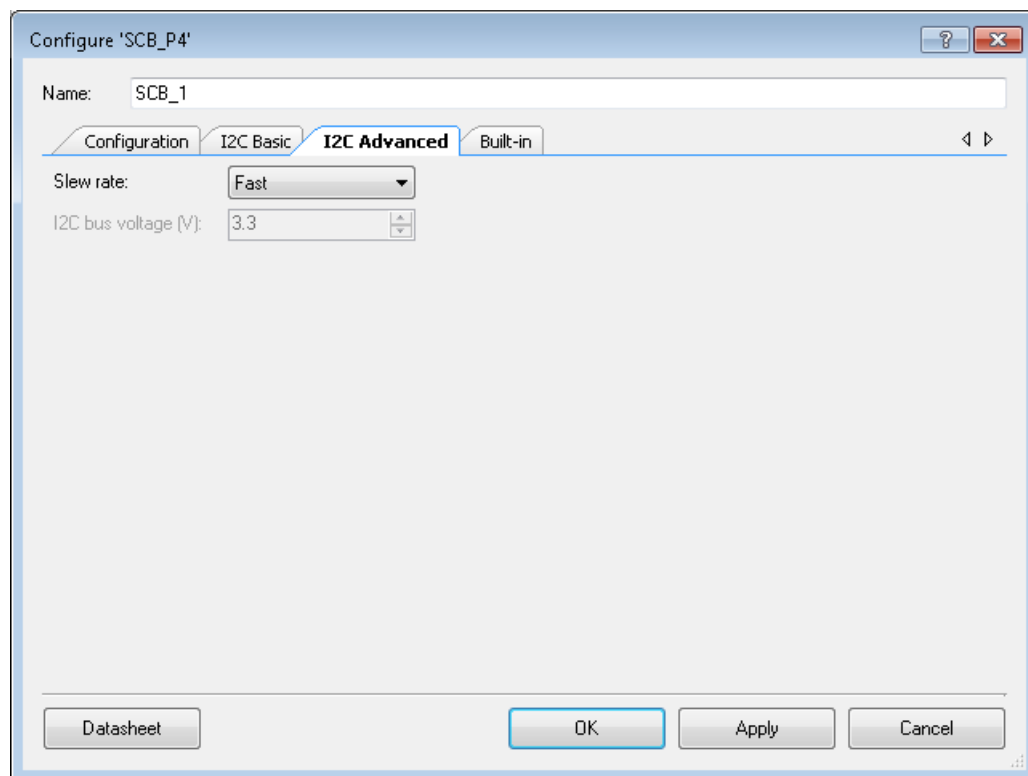 Configure 'SCB_P4'
Name: SCB_1
Configuration I2C Basic I2C Advanced Built-in
Slew rate: Fast
I2C bus voltage (V): 3.3
Datasheet OK Apply Cancel